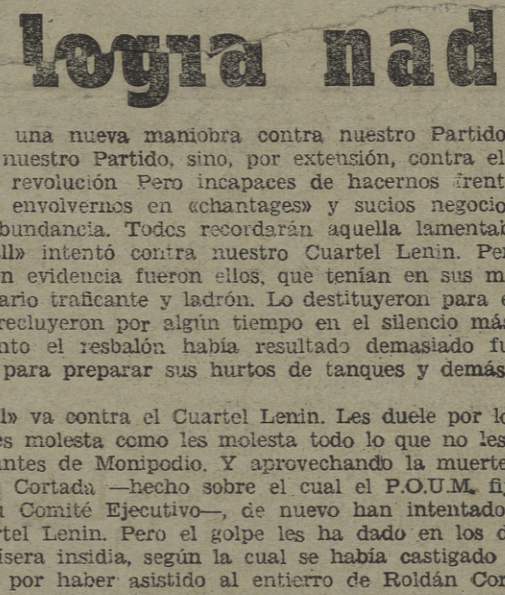 logra nad
una nueva maniobra contra nuestro Partido
nuestro Partido, sino, por extensión, contra el
revolución Pero incapaces de hacernos frent
envolvernos en «chantages» y sucios negocio
bundancia. Todos recordarán aquella lamentab
ll» intentó contra nuestro Cuartel Lenin. Per
n evidencia fueron ellos, que tenían en sus m
ario traficante y ladrón. Lo destituyeron para e
recluyeron por algún tiempo en el silencio más
nto el resbalón había resultado demasiado fu
para preparar sus hurtos de tanques y demás
l» va contra el Cuartel Lenin. Les duele por lo
es molesta como les molesta todo lo que no les
antes de Monipodio. Y aprovechando la muerte
Cortada —hecho sobre el cual el P.O.U.M. fi
u Comité Ejecutivo—, de nuevo han intentado
rtel Lenin. Pero el golpe les ha dado en los d
ísera insidia, según la cual se había castigado
por haber asistido al entierro de Roldán Cor